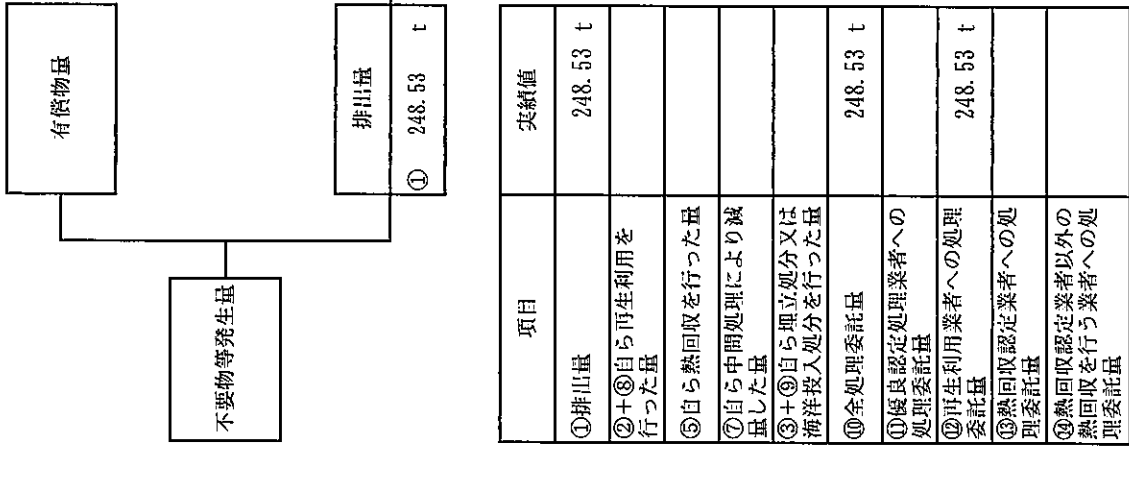 有償物量
不要物等発生量
排出量
① 248.53 t
項目
実績値
①排出量
248.53 t
②+⑧自ら再生利用を
行った量
⑤自ら熱回収を行った量
⑦自ら中間処理により減
量した量
③+⑨自ら埋立処分又は
海洋投入処分を行った量
⑩全処理委託量
248.53 t
⑪優良認定処理業者への
処理委託量
⑫再生利用業者への処理
委託量
248.53 t
⑬熱回収認定業者への処
理委託量
⑭熱回収認定業者以外の
熱回収を行う業者への処
理委託量